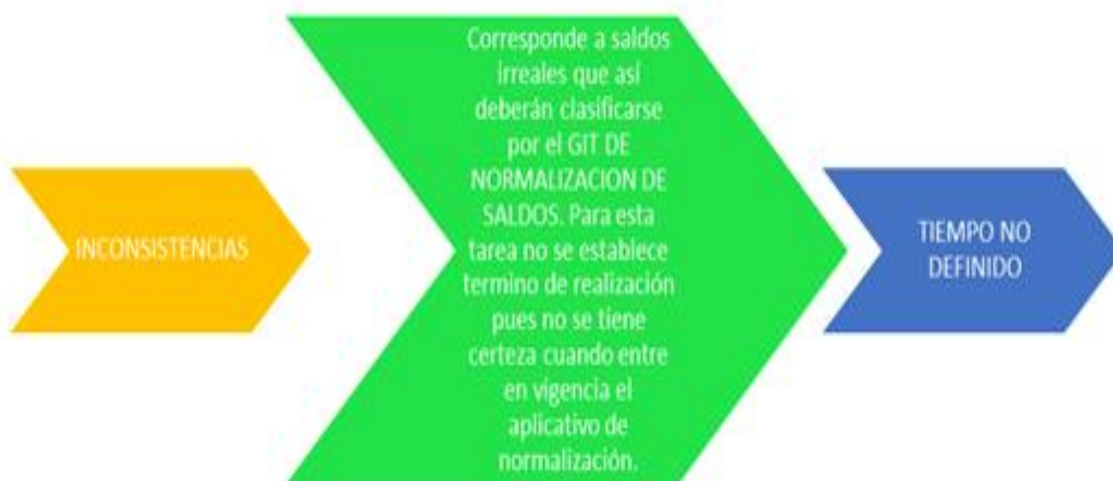 INCONSISTENCIAS
Corresponde a saldos
irreales que así
deberán clasificarse
por el GIT DE
NORMALIZACION DE
SALDOS. Para esta
tarea no se establece
termino de realización
pues no se tiene
certeza cuando entre
en vigencia el
aplicativo de
normalización.
TIEMPO NO
DEFINIDO